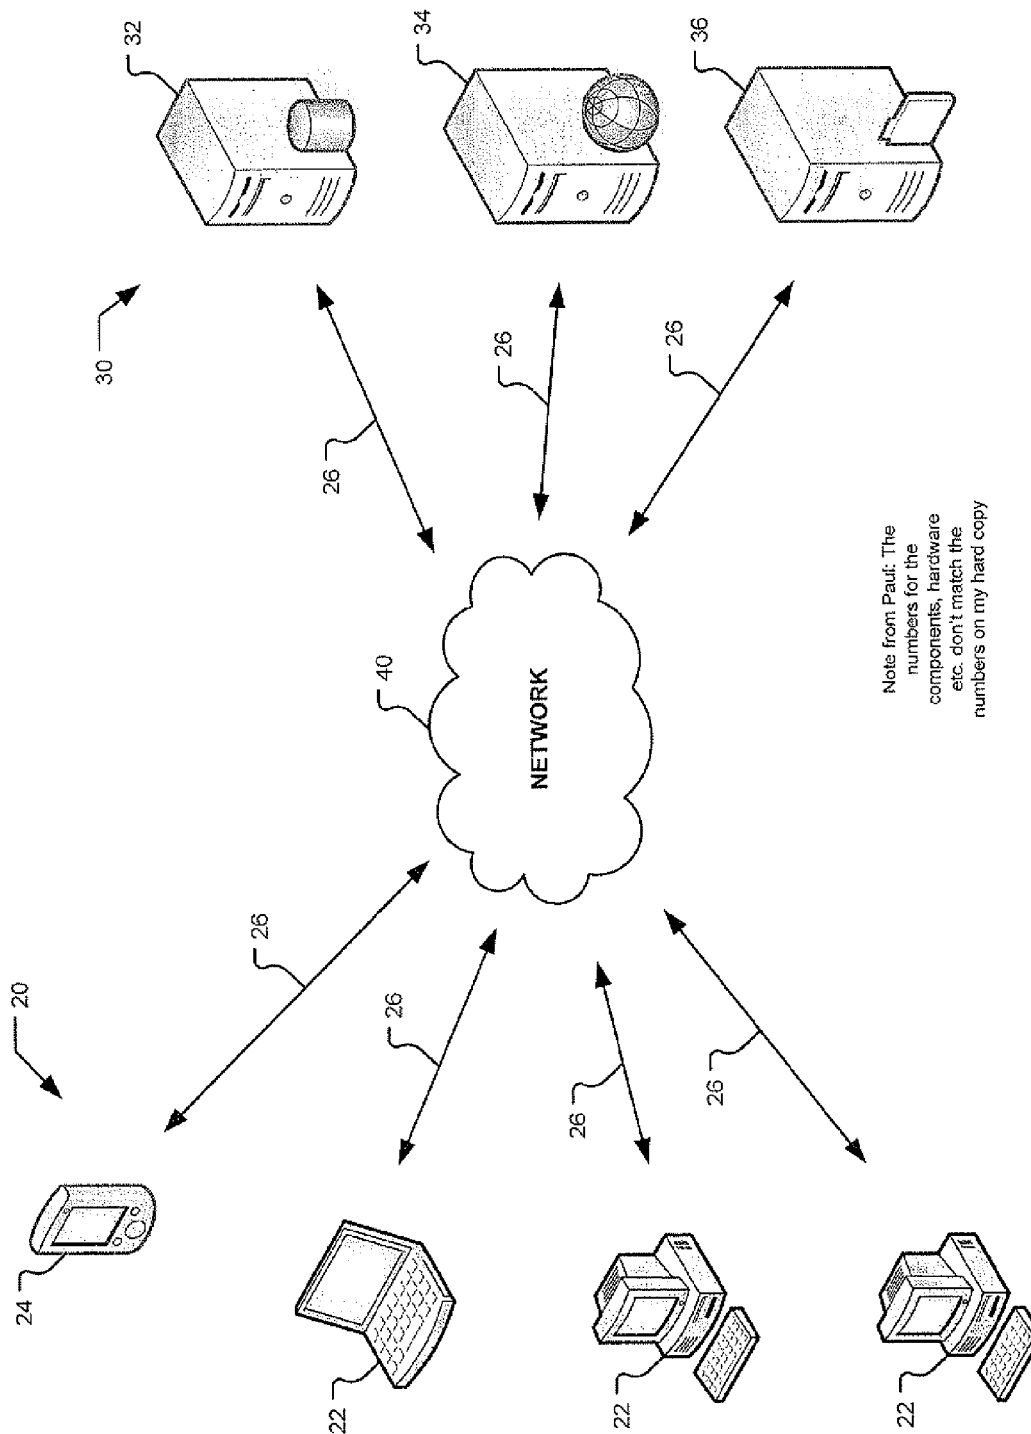 20
24
22
22
22
26
26
26
26
40
NETWORK
30
26
26
26
32
34
36
Note from Paul: The
numbers for the
components, hardware
etc. don't match the
numbers on my hard copy